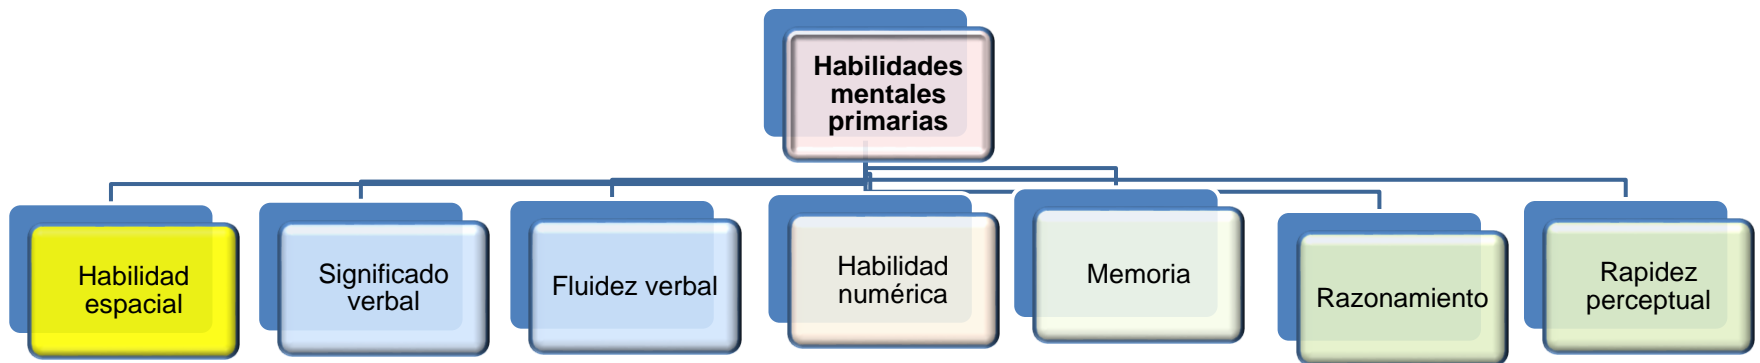 Habilidades
mentales
primarias
Habilidad
espacial
Significado
verbal
Fluidez verbal
Habilidad
numérica
Memoria
Razonamiento
Rapidez
perceptual